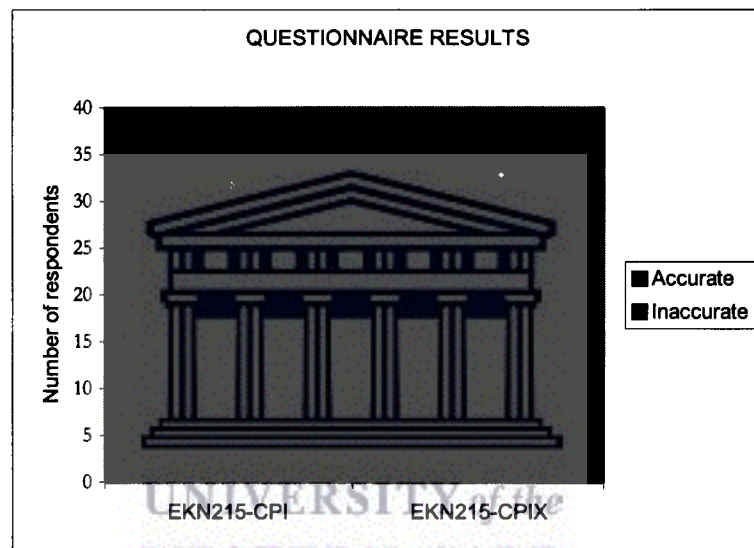 QUESTIONNAIRE RESULTS
40
35
30
25
20
15
10
5
0
Number of respondents
Accurate
Inaccurate
EKN215-CPI
EKN215-CPIX
UNIVERSITY of the